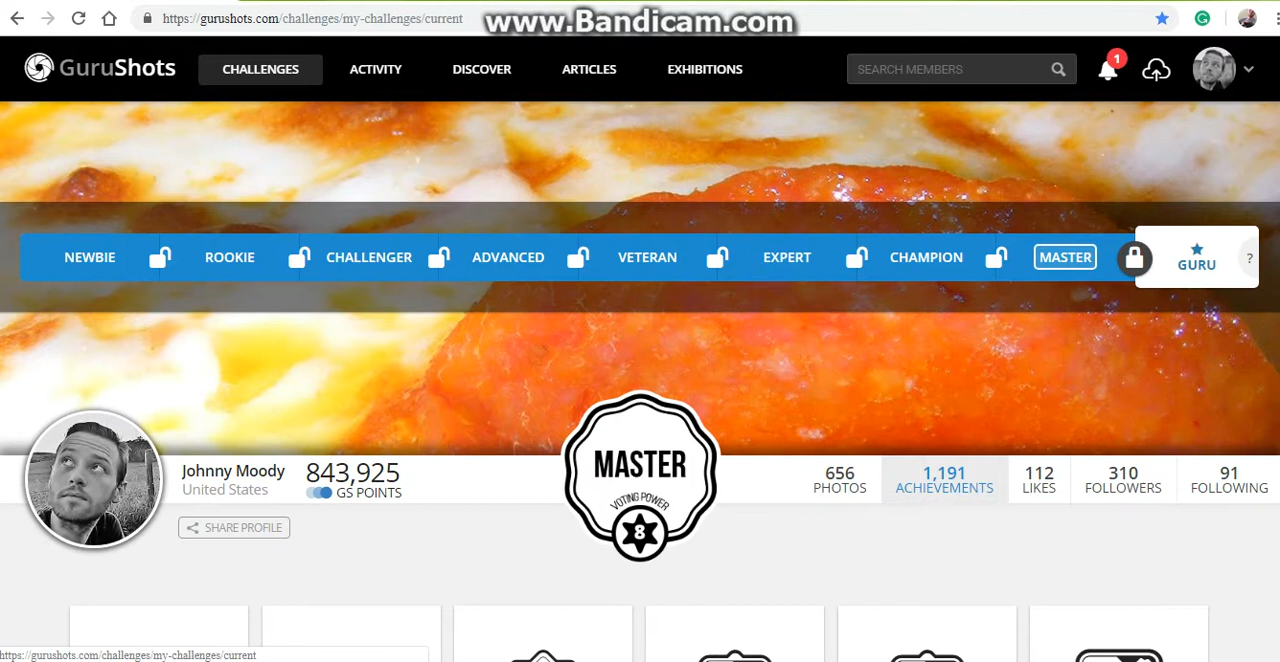 https://gurushots.com/challenges/my-challenges/current
www.Bandicam.com
GuruShots
CHALLENGES
ACTIVITY
DISCOVER
ARTICLES
EXHIBITIONS
SEARCH MEMBERS
1
NEWBIE
ROOKIE
CHALLENGER
ADVANCED
VETERAN
EXPERT
CHAMPION
MASTER
GURU
?
Johnny Moody
United States
843,925
GS POINTS
SHARE PROFILE
MASTER
VOTING POWER
8
656
PHOTOS
1,191
ACHIEVEMENTS
112
LIKES
310
FOLLOWERS
91
FOLLOWING
https://gurushots.com/challenges/my-challenges/current